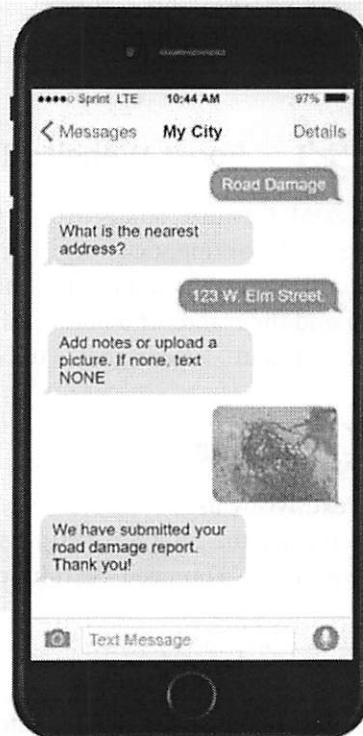 Sprint LTE 10:44 AM 97%
Messages My City Details
Road Damage
What is the nearest
address?
123 W. Elm Street.
Add notes or upload a
picture. If none, text
NONE
We have submitted your
road damage report.
Thank you!
Text Message